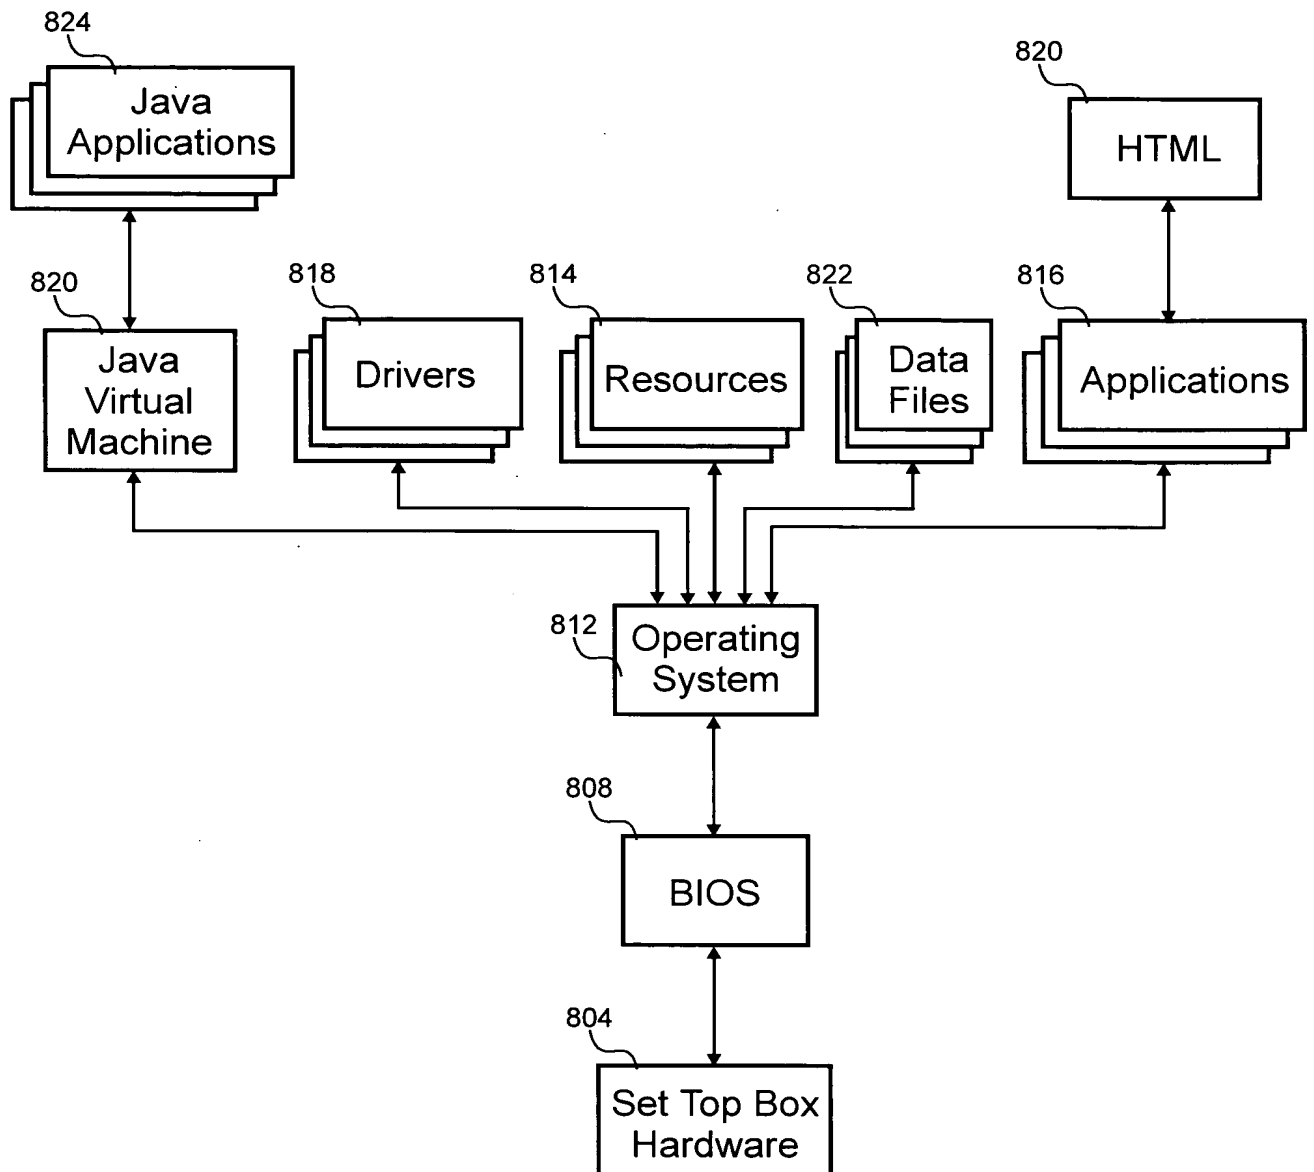 824
Java
Applications
820
HTML
820
Java
Virtual
Machine
818
Drivers
814
Resources
822
Data
Files
816
Applications
812
Operating
System
808
BIOS
804
Set Top Box
Hardware